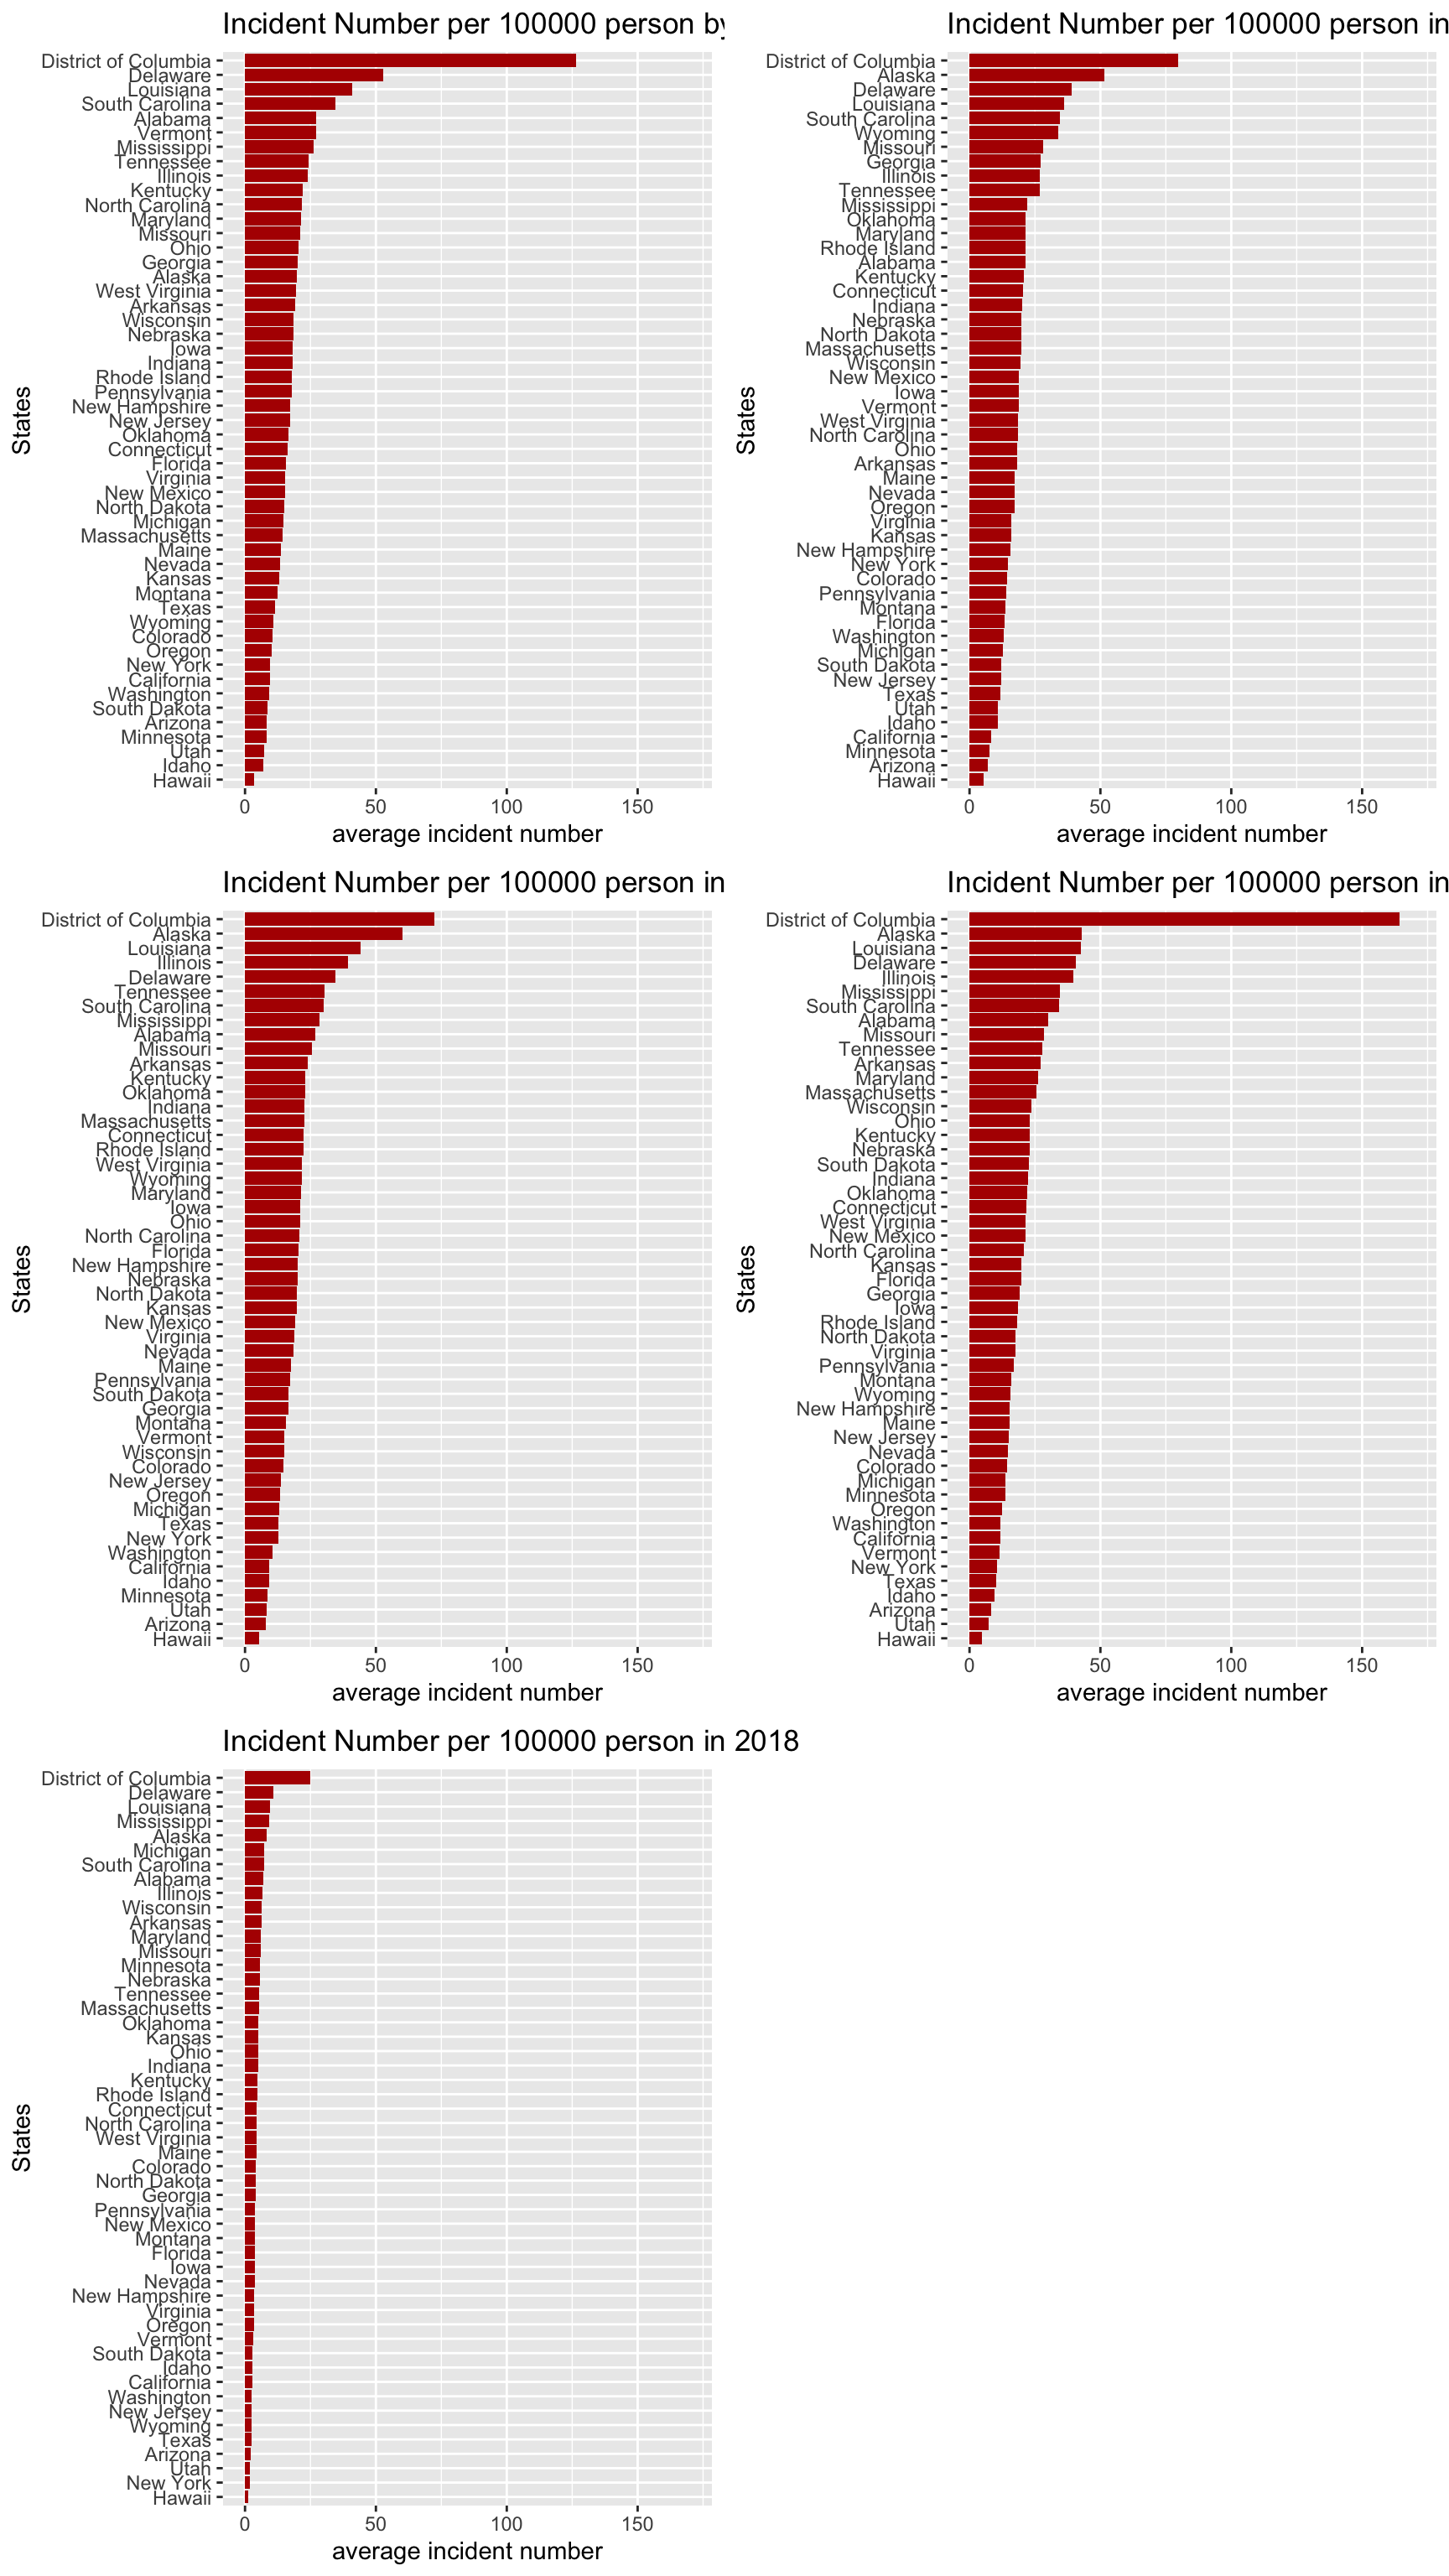 Incident Number per 100000 person by
District of Columbia
Delaware
Louisiana
South Carolina
Alabama
Vermont
Mississippi
Tennessee
Illinois
Kentucky
North Carolina
Maryland
Missouri
Ohio
Georgia
Alaska
West Virginia
Arkansas
Wisconsin
Nebraska
Iowa
Indiana
Rhode Island
Pennsylvania
New Hampshire
New Jersey
Oklahoma
Connecticut
Florida
Virginia
New Mexico
North Dakota
Michigan
Massachusetts
Maine
Nevada
Kansas
Montana
Texas
Wyoming
Colorado
Oregon
New York
California
Washington
South Dakota
Arizona
Minnesota
Utah
Idaho
Hawaii
States
0 50 100 150
average incident number
Incident Number per 100000 person in
District of Columbia
Alaska
Delaware
Louisiana
South Carolina
Wyoming
Missouri
Georgia
Illinois
Tennessee
Mississippi
Oklahoma
Maryland
Rhode Island
Alabama
Kentucky
Connecticut
Indiana
Nebraska
North Dakota
Massachusetts
Wisconsin
New Mexico
Iowa
Vermont
West Virginia
North Carolina
Ohio
Arkansas
Maine
Nevada
Oregon
Virginia
Kansas
New Hampshire
New York
Colorado
Pennsylvania
Montana
Florida
Washington
Michigan
South Dakota
New Jersey
Texas
Utah
Idaho
California
Minnesota
Arizona
Hawaii
States
0 50 100 150
average incident number
Incident Number per 100000 person in
District of Columbia
Alaska
Louisiana
Illinois
Delaware
Tennessee
South Carolina
Mississippi
Alabama
Missouri
Arkansas
Kentucky
Oklahoma
Indiana
Massachusetts
Connecticut
Rhode Island
West Virginia
Wyoming
Maryland
Iowa
Ohio
North Carolina
Florida
New Hampshire
Nebraska
North Dakota
Kansas
New Mexico
Virginia
Nevada
Maine
Pennsylvania
South Dakota
Georgia
Montana
Vermont
Wisconsin
Colorado
New Jersey
Oregon
Michigan
Texas
New York
Washington
California
Idaho
Minnesota
Utah
Arizona
Hawaii
States
0 50 100 150
average incident number
Incident Number per 100000 person in
District of Columbia
Alaska
Louisiana
Delaware
Illinois
Mississippi
South Carolina
Alabama
Missouri
Tennessee
Arkansas
Maryland
Massachusetts
Wisconsin
Ohio
Kentucky
Nebraska
South Dakota
Indiana
Oklahoma
Connecticut
West Virginia
New Mexico
North Carolina
Kansas
Florida
Georgia
Iowa
Rhode Island
North Dakota
Virginia
Pennsylvania
Montana
Wyoming
New Hampshire
Maine
New Jersey
Nevada
Colorado
Michigan
Minnesota
Oregon
Washington
California
Vermont
New York
Texas
Idaho
Arizona
Utah
Hawaii
States
0 50 100 150
average incident number
Incident Number per 100000 person in 2018
District of Columbia
Delaware
Louisiana
Mississippi
Alaska
Michigan
South Carolina
Alabama
Illinois
Wisconsin
Arkansas
Maryland
Missouri
Minnesota
Nebraska
Tennessee
Massachusetts
Oklahoma
Kansas
Ohio
Indiana
Kentucky
Rhode Island
Connecticut
North Carolina
West Virginia
Maine
Colorado
North Dakota
Georgia
Pennsylvania
New Mexico
Montana
Florida
Iowa
Nevada
New Hampshire
Virginia
Oregon
Vermont
South Dakota
Idaho
California
Washington
New Jersey
Wyoming
Texas
Arizona
Utah
New York
Hawaii
States
0 50 100 150
average incident number